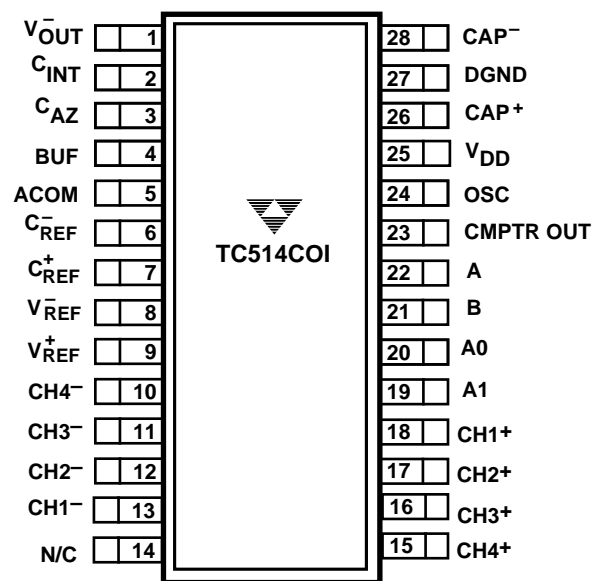 V⁻OUT 1 28 CAP⁻
CINT 2 27 DGND
CAZ 3 26 CAP⁺
BUF 4 25 VDD
ACOM 5 24 OSC
C⁻REF 6 23 CMPTR OUT
C⁺REF 7 22 A
V⁻REF 8 21 B
V⁺REF 9 20 A0
CH4⁻ 10 19 A1
CH3⁻ 11 18 CH1+
CH2⁻ 12 17 CH2+
CH1⁻ 13 16 CH3+
N/C 14 15 CH4+
TC514COI